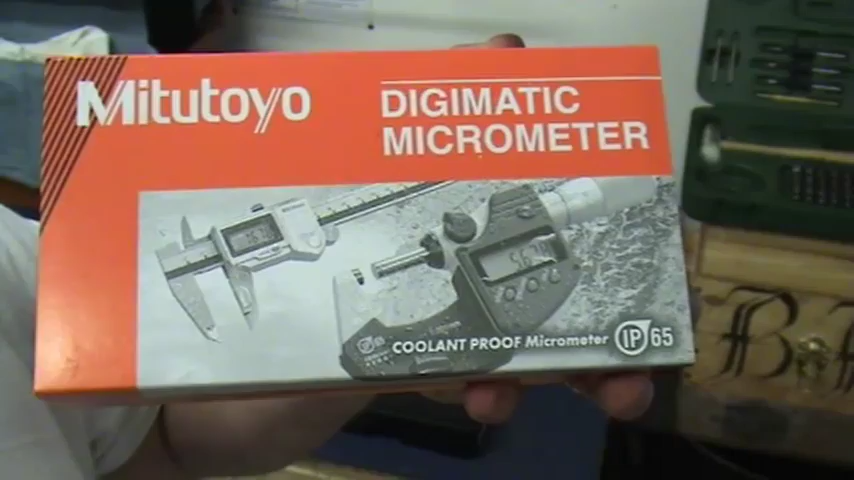 Mitutoyo
DIGIMATIC
MICROMETER
COOLANT PROOF Micrometer IP 65
B